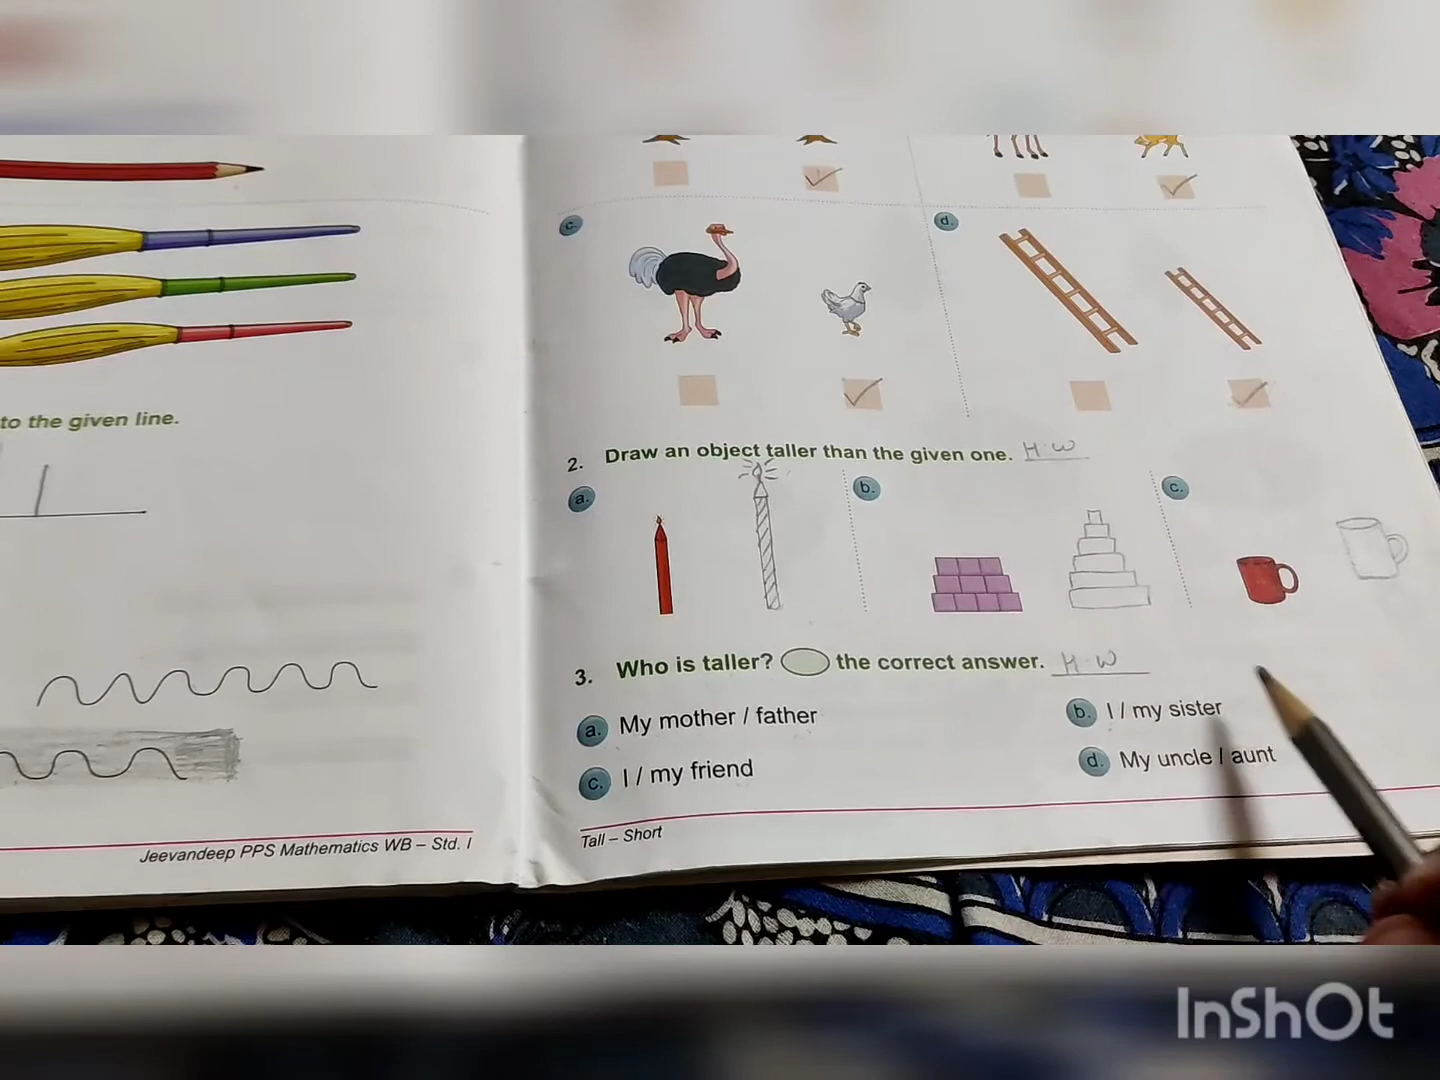 to the given line.
Jeevandeep PPS Mathematics WB – Std. I
c.
d.
2. Draw an object taller than the given one. H.W
a.
b.
c.
3. Who is taller? the correct answer. H.W
a. My mother / father
b. I / my sister
c. I / my friend
d. My uncle / aunt
Tall – Short
InShOt